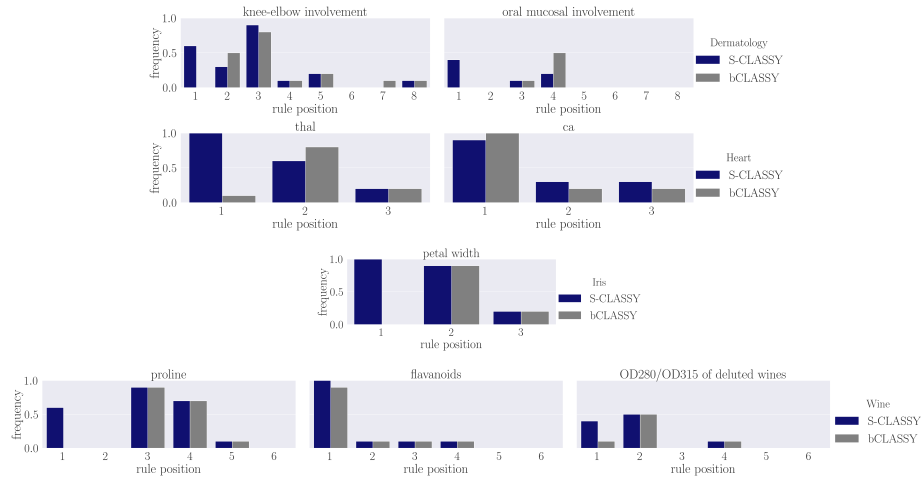 knee-elbow involvement
oral mucosal involvement
frequency
1.0
0.5
0.0
1 2 3 4 5 6 7 8
rule position
1 2 3 4 5 6 7 8
rule position
Dermatology
S-CLASSY
bCLASSY
thal
ca
frequency
1.0
0.5
0.0
1 2 3
rule position
1 2 3
rule position
Heart
S-CLASSY
bCLASSY
petal width
frequency
1.0
0.5
0.0
1 2 3
rule position
Iris
S-CLASSY
bCLASSY
proline
flavanoids
OD280/OD315 of deluted wines
frequency
1.0
0.5
0.0
1 2 3 4 5 6
rule position
1 2 3 4 5 6
rule position
1 2 3 4 5 6
rule position
Wine
S-CLASSY
bCLASSY